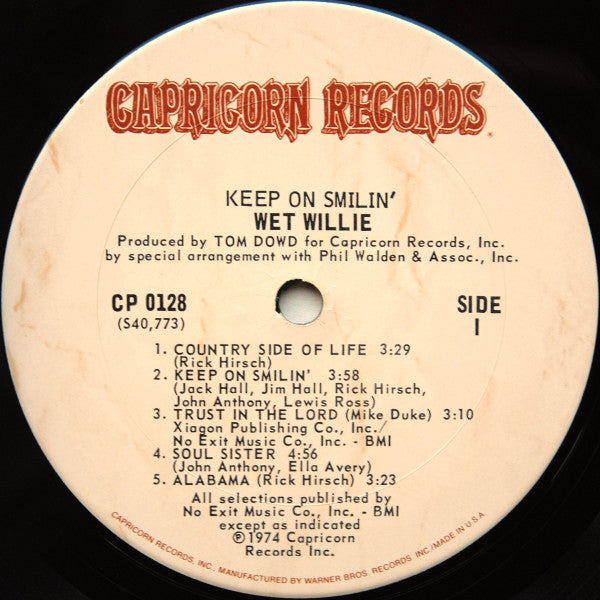 CAPRICORN RECORDS
KEEP ON SMILIN'
WET WILLIE
Produced by TOM DOWD for Capricorn Records, Inc.
by special arrangement with Phil Walden & Assoc., Inc.
CP 0128
(S40,773)
SIDE
I
1. COUNTRY SIDE OF LIFE 3:29
(Rick Hirsch)
2. KEEP ON SMILIN' 3:58
(Jack Hall, Jim Hall, Rick Hirsch,
John Anthony, Lewis Ross)
3. TRUST IN THE LORD (Mike Duke) 3:10
Xiagon Publishing Co., Inc./
No Exit Music Co., Inc. - BMI
4. SOUL SISTER 4:56
(John Anthony, Ella Avery)
5. ALABAMA (Rick Hirsch) 3:23
All selections published by
No Exit Music Co., Inc. - BMI
except as indicated
℗1974 Capricorn
Records Inc.
CAPRICORN RECORDS, INC., MANUFACTURED BY WARNER BROS. RECORDS INC./MADE IN U.S.A